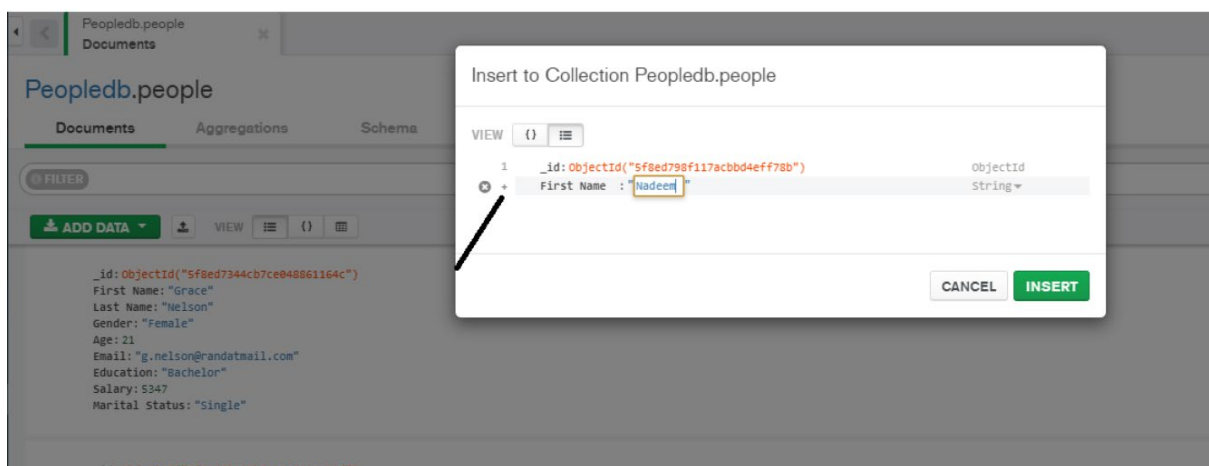 Peopledb.people
Documents
Peopledb.people
Documents Aggregations Schema
FILTER
ADD DATA VIEW {}
_id:ObjectId("5f8ed7344cb7ce048861164c")
First Name:"Grace"
Last Name:"Nelson"
Gender:"Female"
Age:21
Email:"g.nelson@randatmail.com"
Education:"Bachelor"
Salary:5347
Marital Status:"Single"
Insert to Collection Peopledb.people
VIEW {}
1 _id:ObjectId("5f8ed798f117acbbd4eff78b") ObjectId
+ First Name :"Nadeem" String
CANCEL INSERT